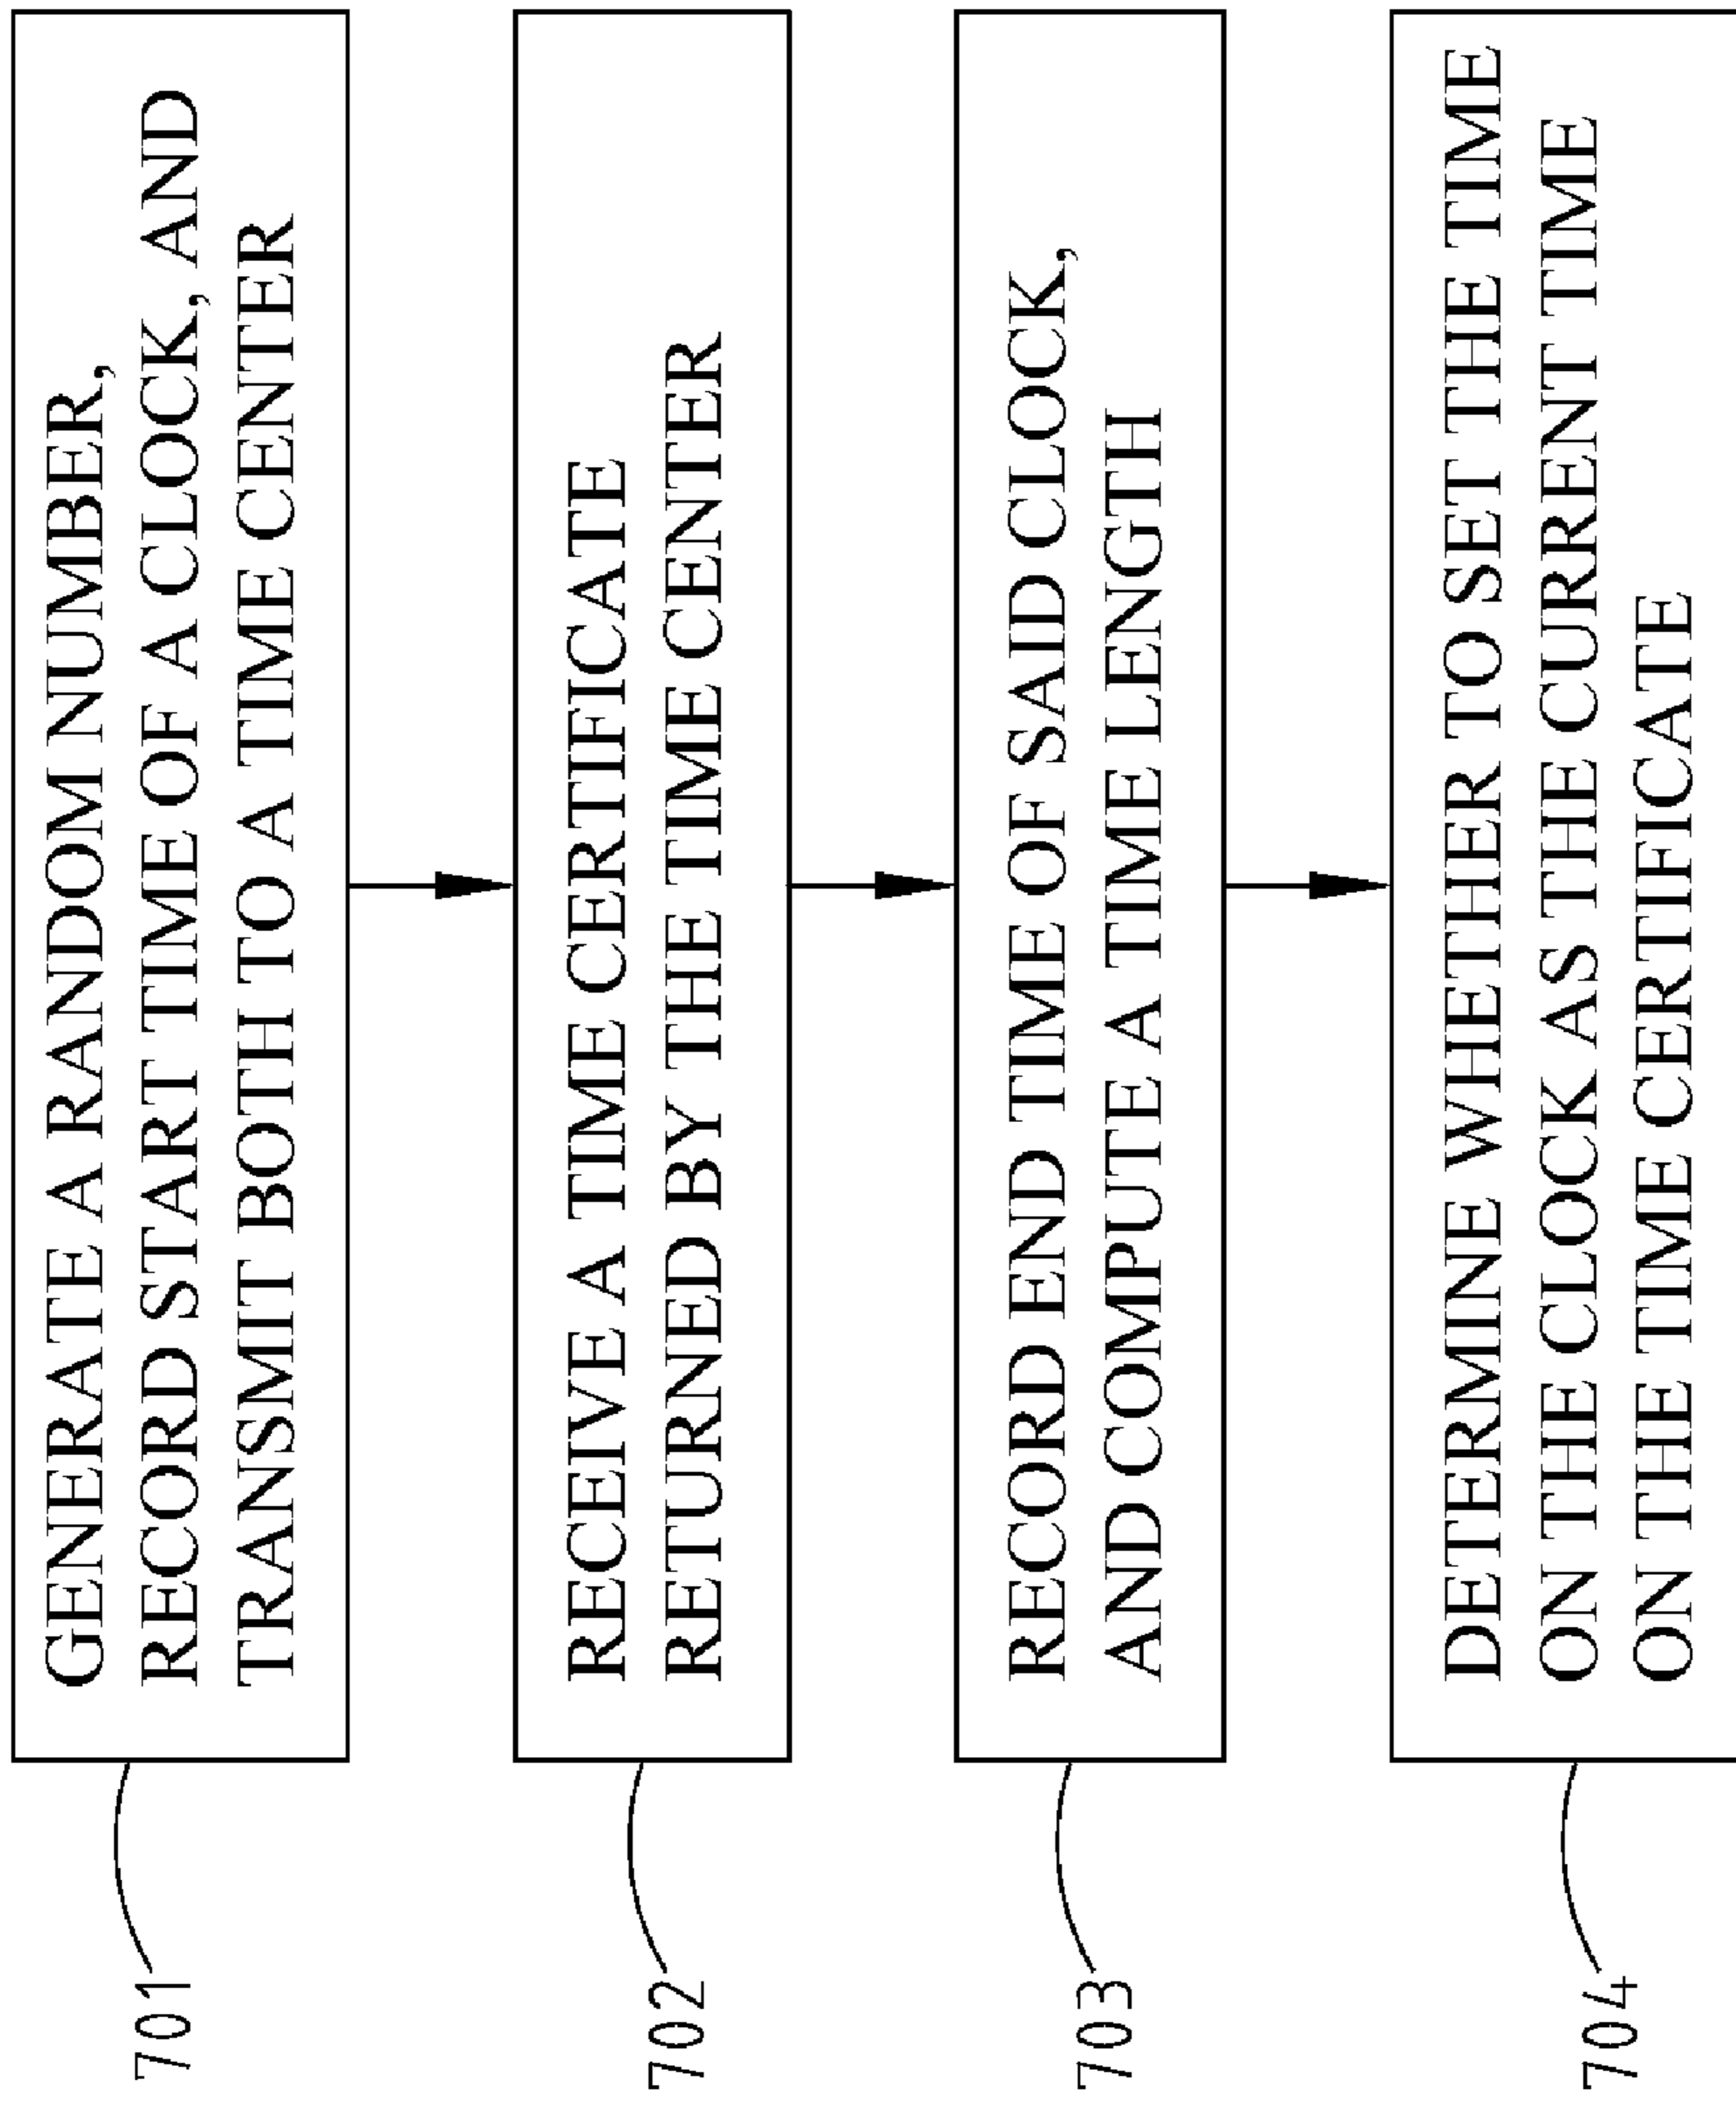 GENERATE A RANDOM NUMBER,
RECORD START TIME OF A CLOCK, AND
TRANSMIT BOTH TO A TIME CENTER
701
RECEIVE A TIME CERTIFICATE
RETURNED BY THE TIME CENTER
702
RECORD END TIME OF SAID CLOCK,
AND COMPUTE A TIME LENGTH
703
DETERMINE WHETHER TO SET THE TIME
ON THE CLOCK AS THE CURRENT TIME
ON THE TIME CERTIFICATE
704